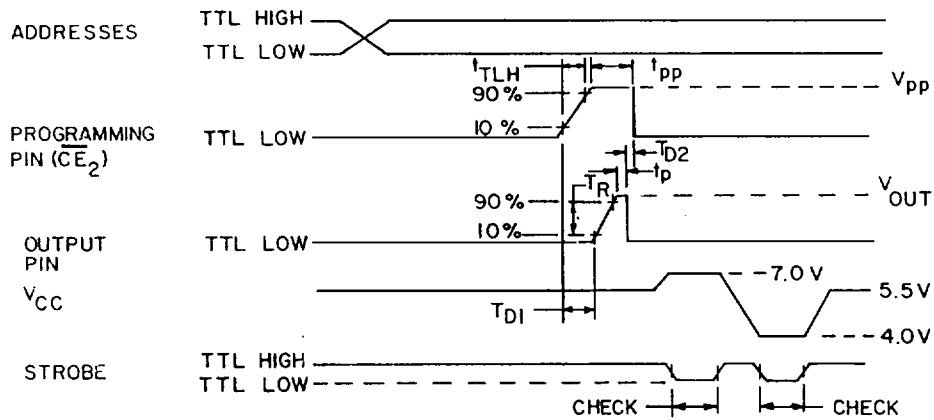 ADDRESSES
TTL HIGH
TTL LOW
tTLH
tpp
VPP
90%
10%
PROGRAMMING
PIN (CE2)
TTL LOW
TD2
tp
TR
VOUT
90%
10%
OUTPUT
PIN
TTL LOW
VCC
7.0 V
5.5 V
4.0 V
TD1
STROBE
TTL HIGH
TTL LOW
CHECK
CHECK